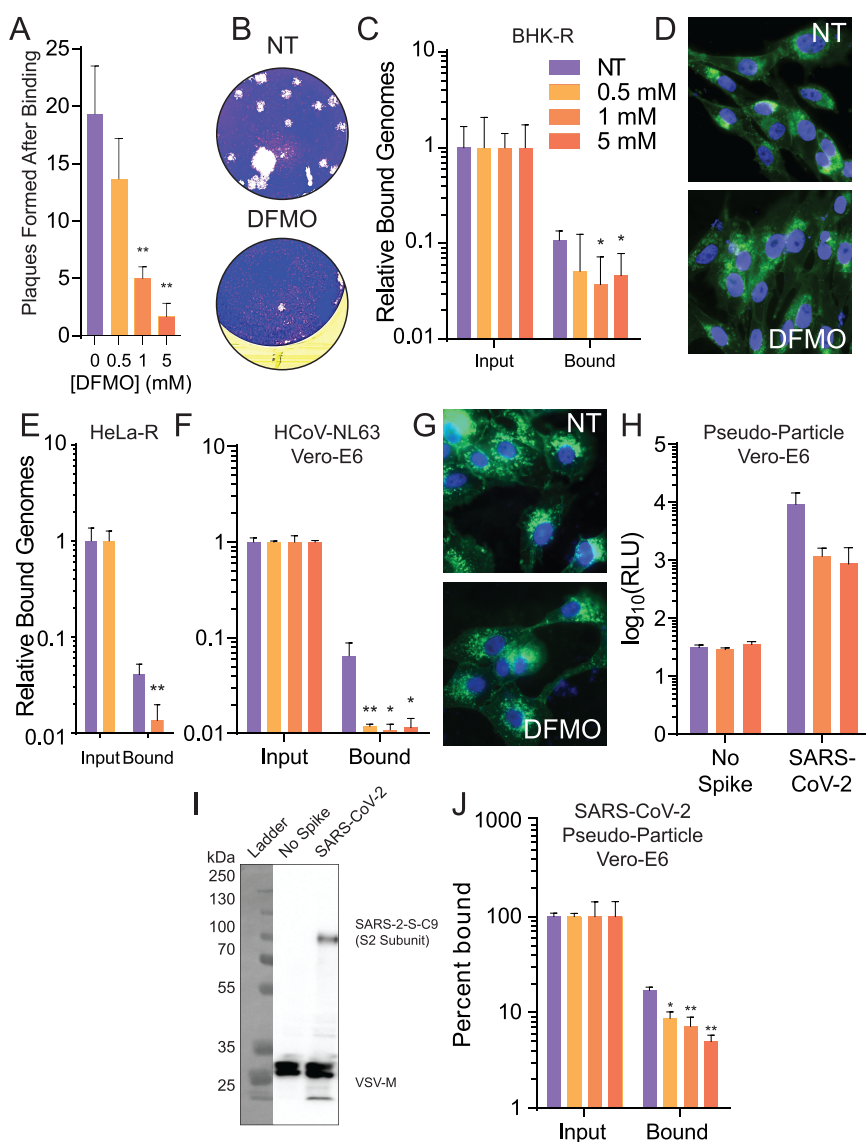 A
Plaques Formed After Binding
25
20
15
10
5
0
**
**
0 0.5 1 5
[DFMO] (mM)
B
NT
DFMO
C
BHK-R
Relative Bound Genomes
10
1
0.1
0.01
NT
0.5 mM
1 mM
5 mM
* *
Input Bound
D
NT
DFMO
E
HeLa-R
Relative Bound Genomes
10
1
0.1
0.01
**
Input Bound
F
HCoV-NL63
Vero-E6
10
1
0.1
0.01
** * *
Input Bound
G
NT
DFMO
H
Pseudo-Particle
Vero-E6
log10(RLU)
5
4
3
2
1
0
No Spike
SARS-CoV-2
I
kDa
Ladder
No Spike
SARS-CoV-2
250
130
100
70
55
35
25
SARS-2-S-C9
(S2 Subunit)
VSV-M
J
SARS-CoV-2
Pseudo-Particle
Vero-E6
Percent bound
1000
100
10
1
* ** **
Input Bound